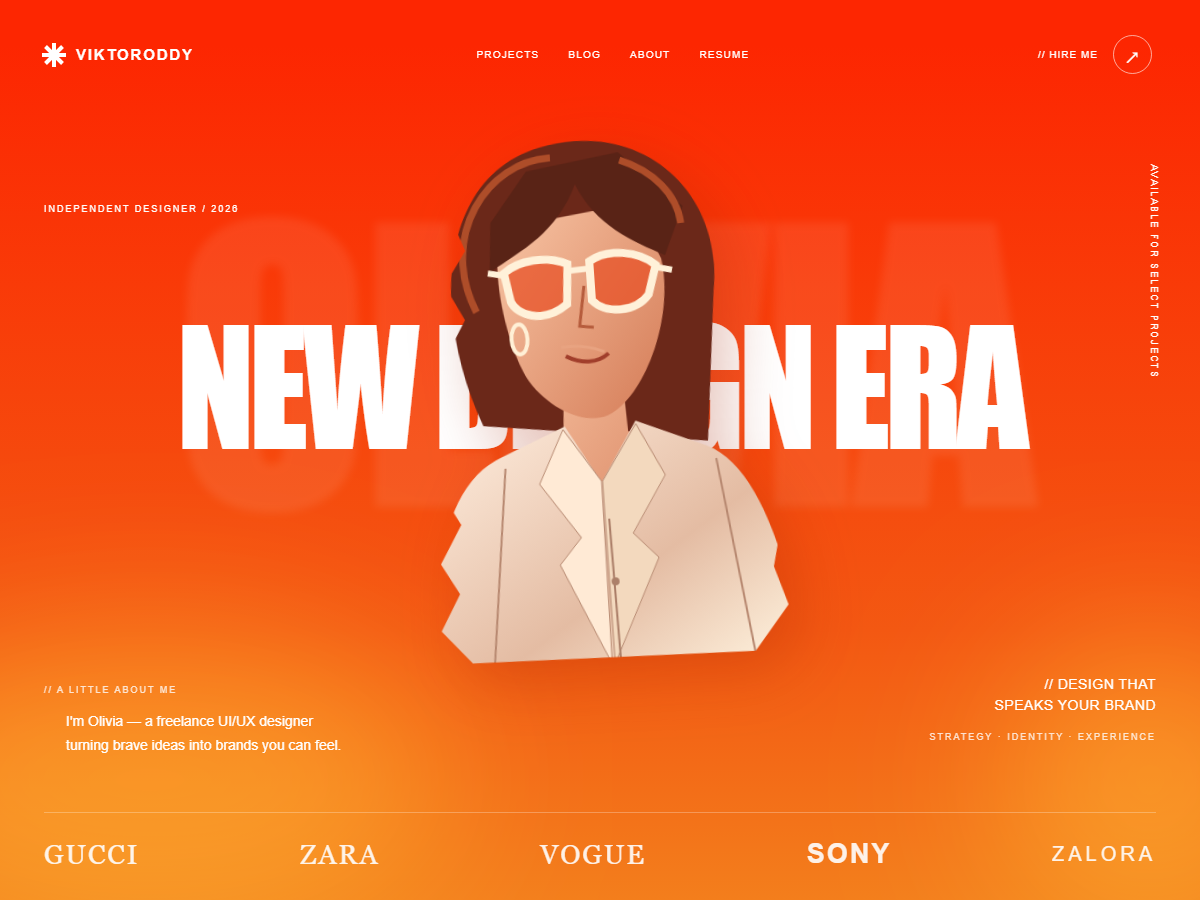 VIKTORODDY
PROJECTS
BLOG
ABOUT
RESUME
// HIRE ME
INDEPENDENT DESIGNER / 2026
AVAILABLE FOR SELECT PROJECTS
OLIVIA
NEW DESIGN ERA
// A LITTLE ABOUT ME
I'm Olivia — a freelance UI/UX designer
turning brave ideas into brands you can feel.
// DESIGN THAT
SPEAKS YOUR BRAND
STRATEGY · IDENTITY · EXPERIENCE
GUCCI
ZARA
VOGUE
SONY
ZALORA